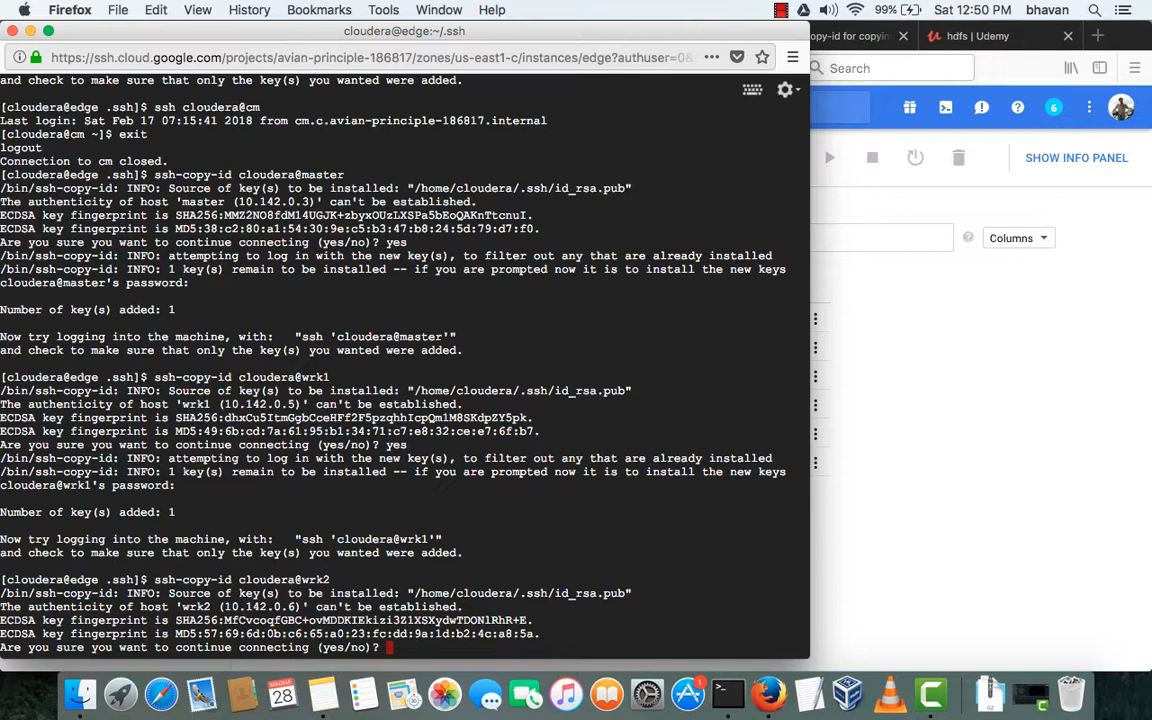 Firefox File Edit View History Bookmarks Tools Window Help
99% Sat 12:50 PM bhavan
cloudera@edge:~/.ssh
opy-id for copyin
hdfs | Udemy
https://ssh.cloud.google.com/projects/avian-principle-186817/zones/us-east1-c/instances/edge?authuser=0&
Search
6
SHOW INFO PANEL
Columns
and check to make sure that only the key(s) you wanted were added.
[cloudera@edge .ssh]$ ssh cloudera@cm
Last login: Sat Feb 17 07:15:41 2018 from cm.c.avian-principle-186817.internal
[cloudera@cm ~]$ exit
logout
Connection to cm closed.
[cloudera@edge .ssh]$ ssh-copy-id cloudera@master
/bin/ssh-copy-id: INFO: Source of key(s) to be installed: "/home/cloudera/.ssh/id_rsa.pub"
The authenticity of host 'master (10.142.0.3)' can't be established.
ECDSA key fingerprint is SHA256:MMZ2NO8fdM14UGJK+zbyxOUzLXSPa5bEoQAKnTtcnuI.
ECDSA key fingerprint is MD5:38:c2:80:a1:54:30:9e:c5:b3:47:b8:24:5d:79:d7:f0.
Are you sure you want to continue connecting (yes/no)? yes
/bin/ssh-copy-id: INFO: attempting to log in with the new key(s), to filter out any that are already installed
/bin/ssh-copy-id: INFO: 1 key(s) remain to be installed -- if you are prompted now it is to install the new keys
cloudera@master's password:
Number of key(s) added: 1
Now try logging into the machine, with:   "ssh 'cloudera@master'"
and check to make sure that only the key(s) you wanted were added.
[cloudera@edge .ssh]$ ssh-copy-id cloudera@wrk1
/bin/ssh-copy-id: INFO: Source of key(s) to be installed: "/home/cloudera/.ssh/id_rsa.pub"
The authenticity of host 'wrk1 (10.142.0.5)' can't be established.
ECDSA key fingerprint is SHA256:dhxCu5ItmGgbCceHFf2F5pzqhhIcpQm1M8SKdpZY5pk.
ECDSA key fingerprint is MD5:49:6b:cd:7a:61:95:b1:34:71:c7:e8:32:ce:e7:6f:b7.
Are you sure you want to continue connecting (yes/no)? yes
/bin/ssh-copy-id: INFO: attempting to log in with the new key(s), to filter out any that are already installed
/bin/ssh-copy-id: INFO: 1 key(s) remain to be installed -- if you are prompted now it is to install the new keys
cloudera@wrk1's password:
Number of key(s) added: 1
Now try logging into the machine, with:   "ssh 'cloudera@wrk1'"
and check to make sure that only the key(s) you wanted were added.
[cloudera@edge .ssh]$ ssh-copy-id cloudera@wrk2
/bin/ssh-copy-id: INFO: Source of key(s) to be installed: "/home/cloudera/.ssh/id_rsa.pub"
The authenticity of host 'wrk2 (10.142.0.6)' can't be established.
ECDSA key fingerprint is SHA256:MfCvcoqfGBC+ovMDDKIEkizi3Z1XSXydwTDONlRhR+E.
ECDSA key fingerprint is MD5:57:69:6d:0b:c6:65:a0:23:fc:dd:9a:1d:b2:4c:a8:5a.
Are you sure you want to continue connecting (yes/no)?
28